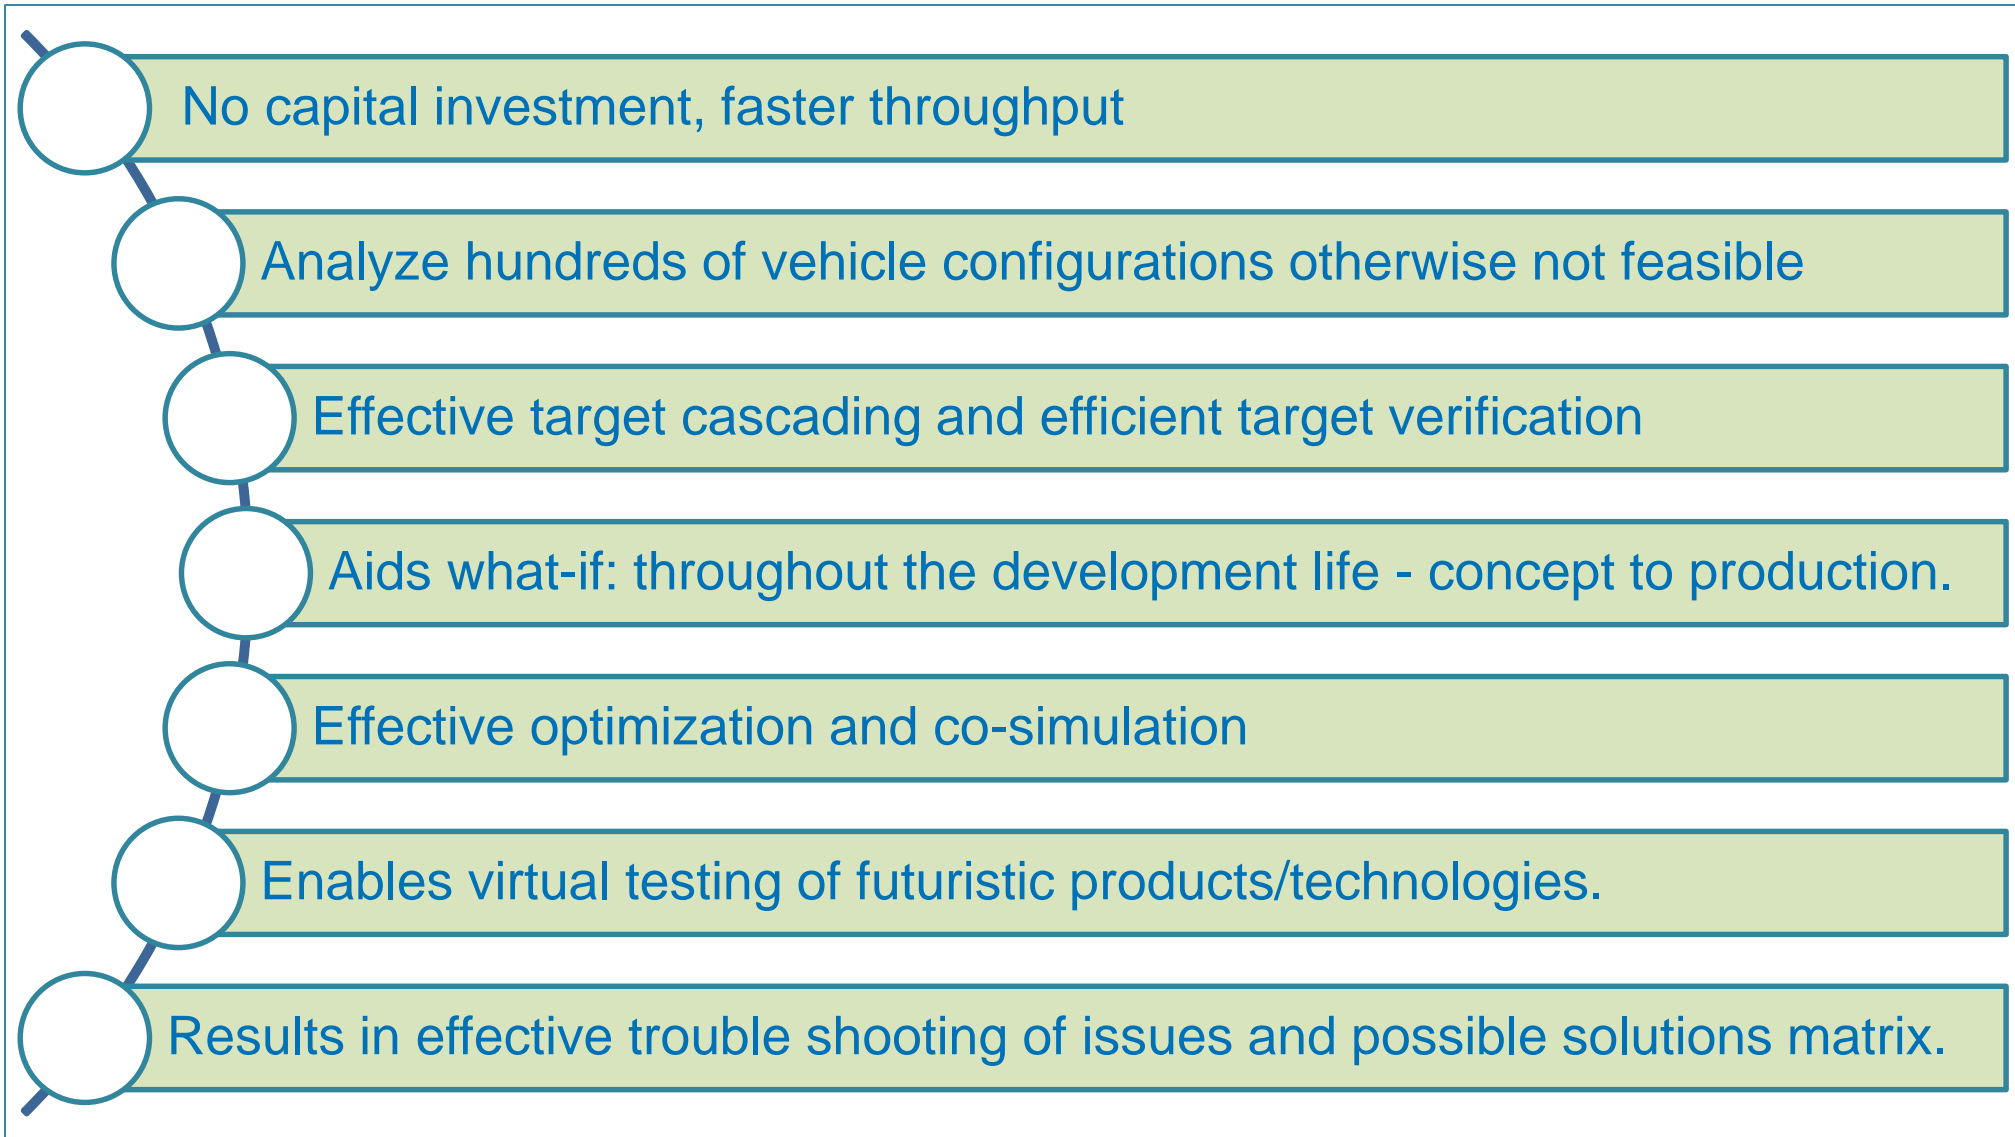 No capital investment, faster throughput
Analyze hundreds of vehicle configurations otherwise not feasible
Effective target cascading and efficient target verification
Aids what-if: throughout the development life - concept to production.
Effective optimization and co-simulation
Enables virtual testing of futuristic products/technologies.
Results in effective trouble shooting of issues and possible solutions matrix.